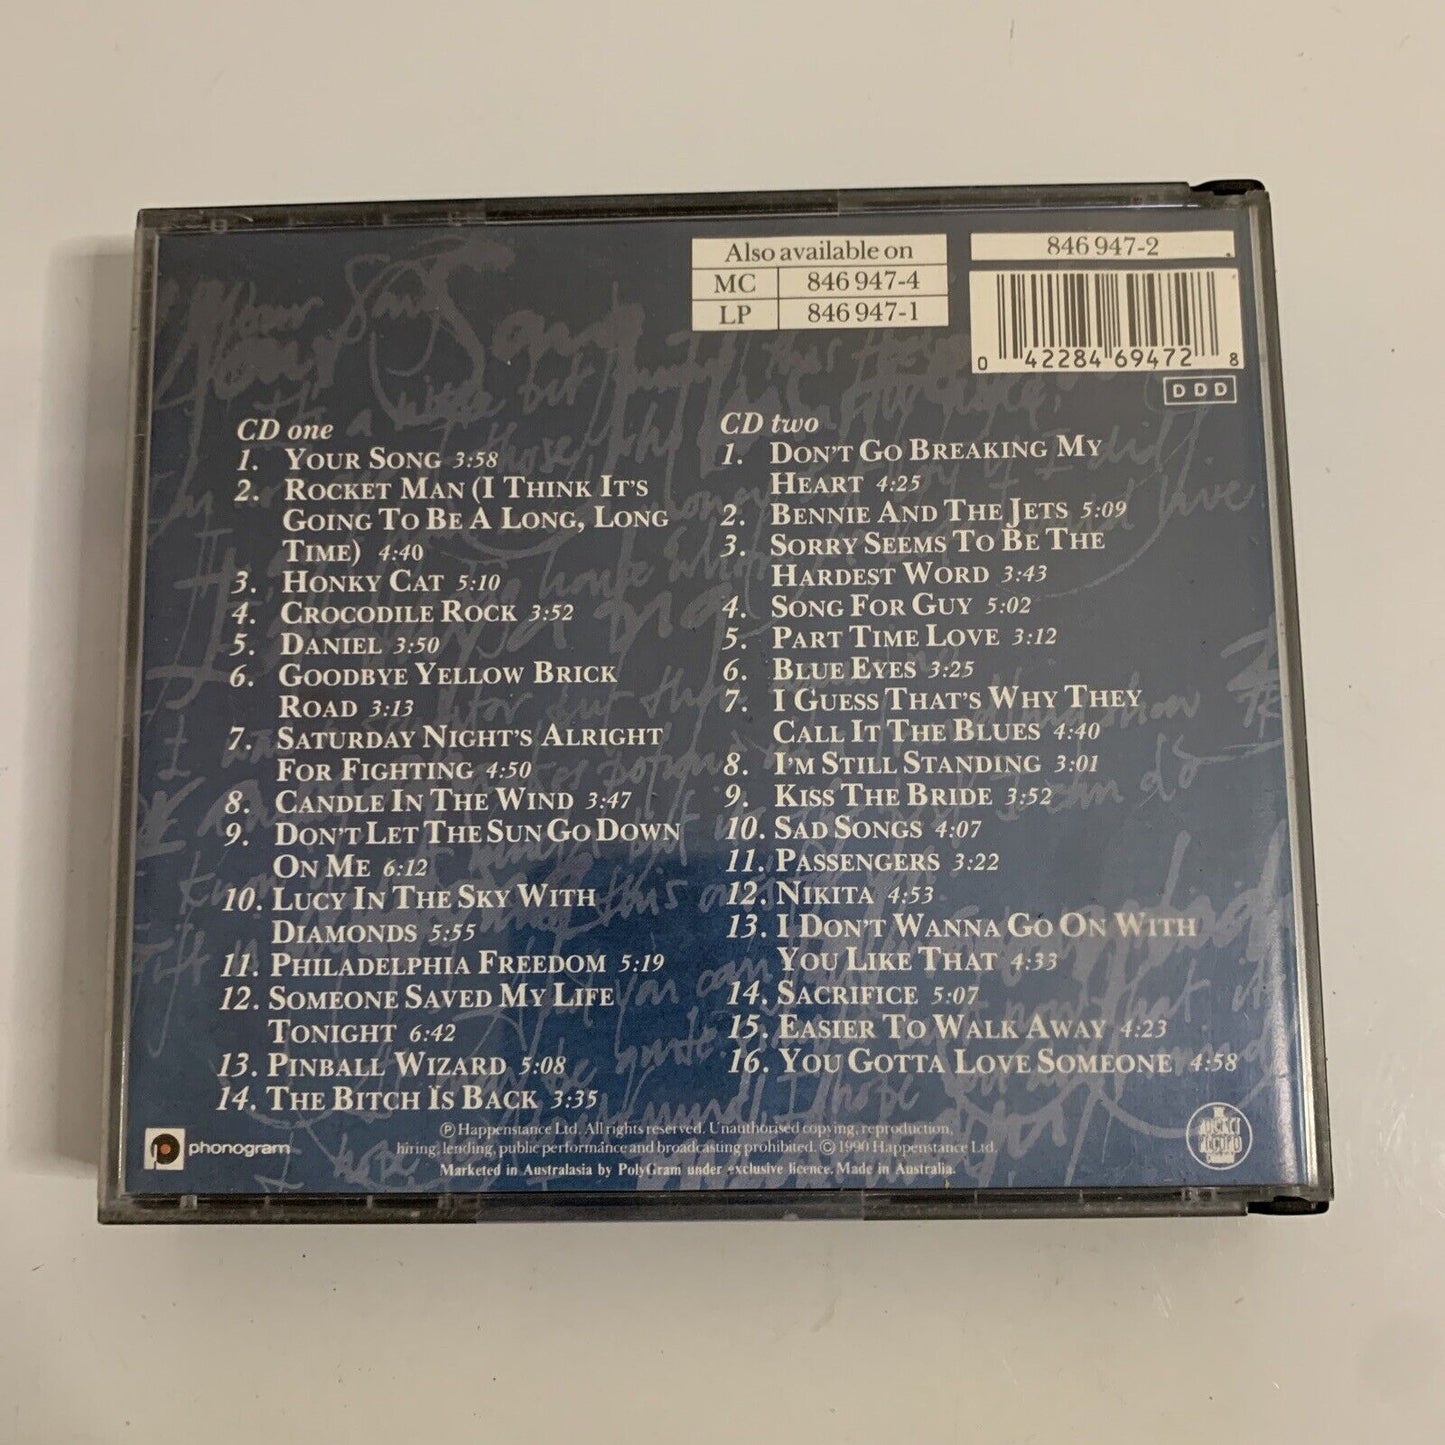 Also available on
MC 846 947-4
LP 846 947-1
846 947-2
0 42284 69472 8
D D D
CD one
1. YOUR SONG 3:58
2. ROCKET MAN (I THINK IT'S
GOING TO BE A LONG, LONG
TIME) 4:40
3. HONKY CAT 5:10
4. CROCODILE ROCK 3:52
5. DANIEL 3:50
6. GOODBYE YELLOW BRICK
ROAD 3:13
7. SATURDAY NIGHT'S ALRIGHT
FOR FIGHTING 4:50
8. CANDLE IN THE WIND 3:47
9. DON'T LET THE SUN GO DOWN
ON ME 6:12
10. LUCY IN THE SKY WITH
DIAMONDS 5:55
11. PHILADELPHIA FREEDOM 5:19
12. SOMEONE SAVED MY LIFE
TONIGHT 6:42
13. PINBALL WIZARD 5:08
14. THE BITCH IS BACK 3:35
CD two
1. DON'T GO BREAKING MY
HEART 4:25
2. BENNIE AND THE JETS 5:09
3. SORRY SEEMS TO BE THE
HARDEST WORD 3:43
4. SONG FOR GUY 5:02
5. PART TIME LOVE 3:12
6. BLUE EYES 3:25
7. I GUESS THAT'S WHY THEY
CALL IT THE BLUES 4:40
8. I'M STILL STANDING 3:01
9. KISS THE BRIDE 3:52
10. SAD SONGS 4:07
11. PASSENGERS 3:22
12. NIKITA 4:53
13. I DON'T WANNA GO ON WITH
YOU LIKE THAT 4:33
14. SACRIFICE 5:07
15. EASIER TO WALK AWAY 4:23
16. YOU GOTTA LOVE SOMEONE 4:58
phonogram
℗ Happenstance Ltd. All rights reserved. Unauthorised copying, reproduction,
hiring, lending, public performance and broadcasting prohibited. © 1990 Happenstance Ltd.
Marketed in Australasia by PolyGram under exclusive licence. Made in Australia.
THE
ROCKET
RECORD
COMPANY